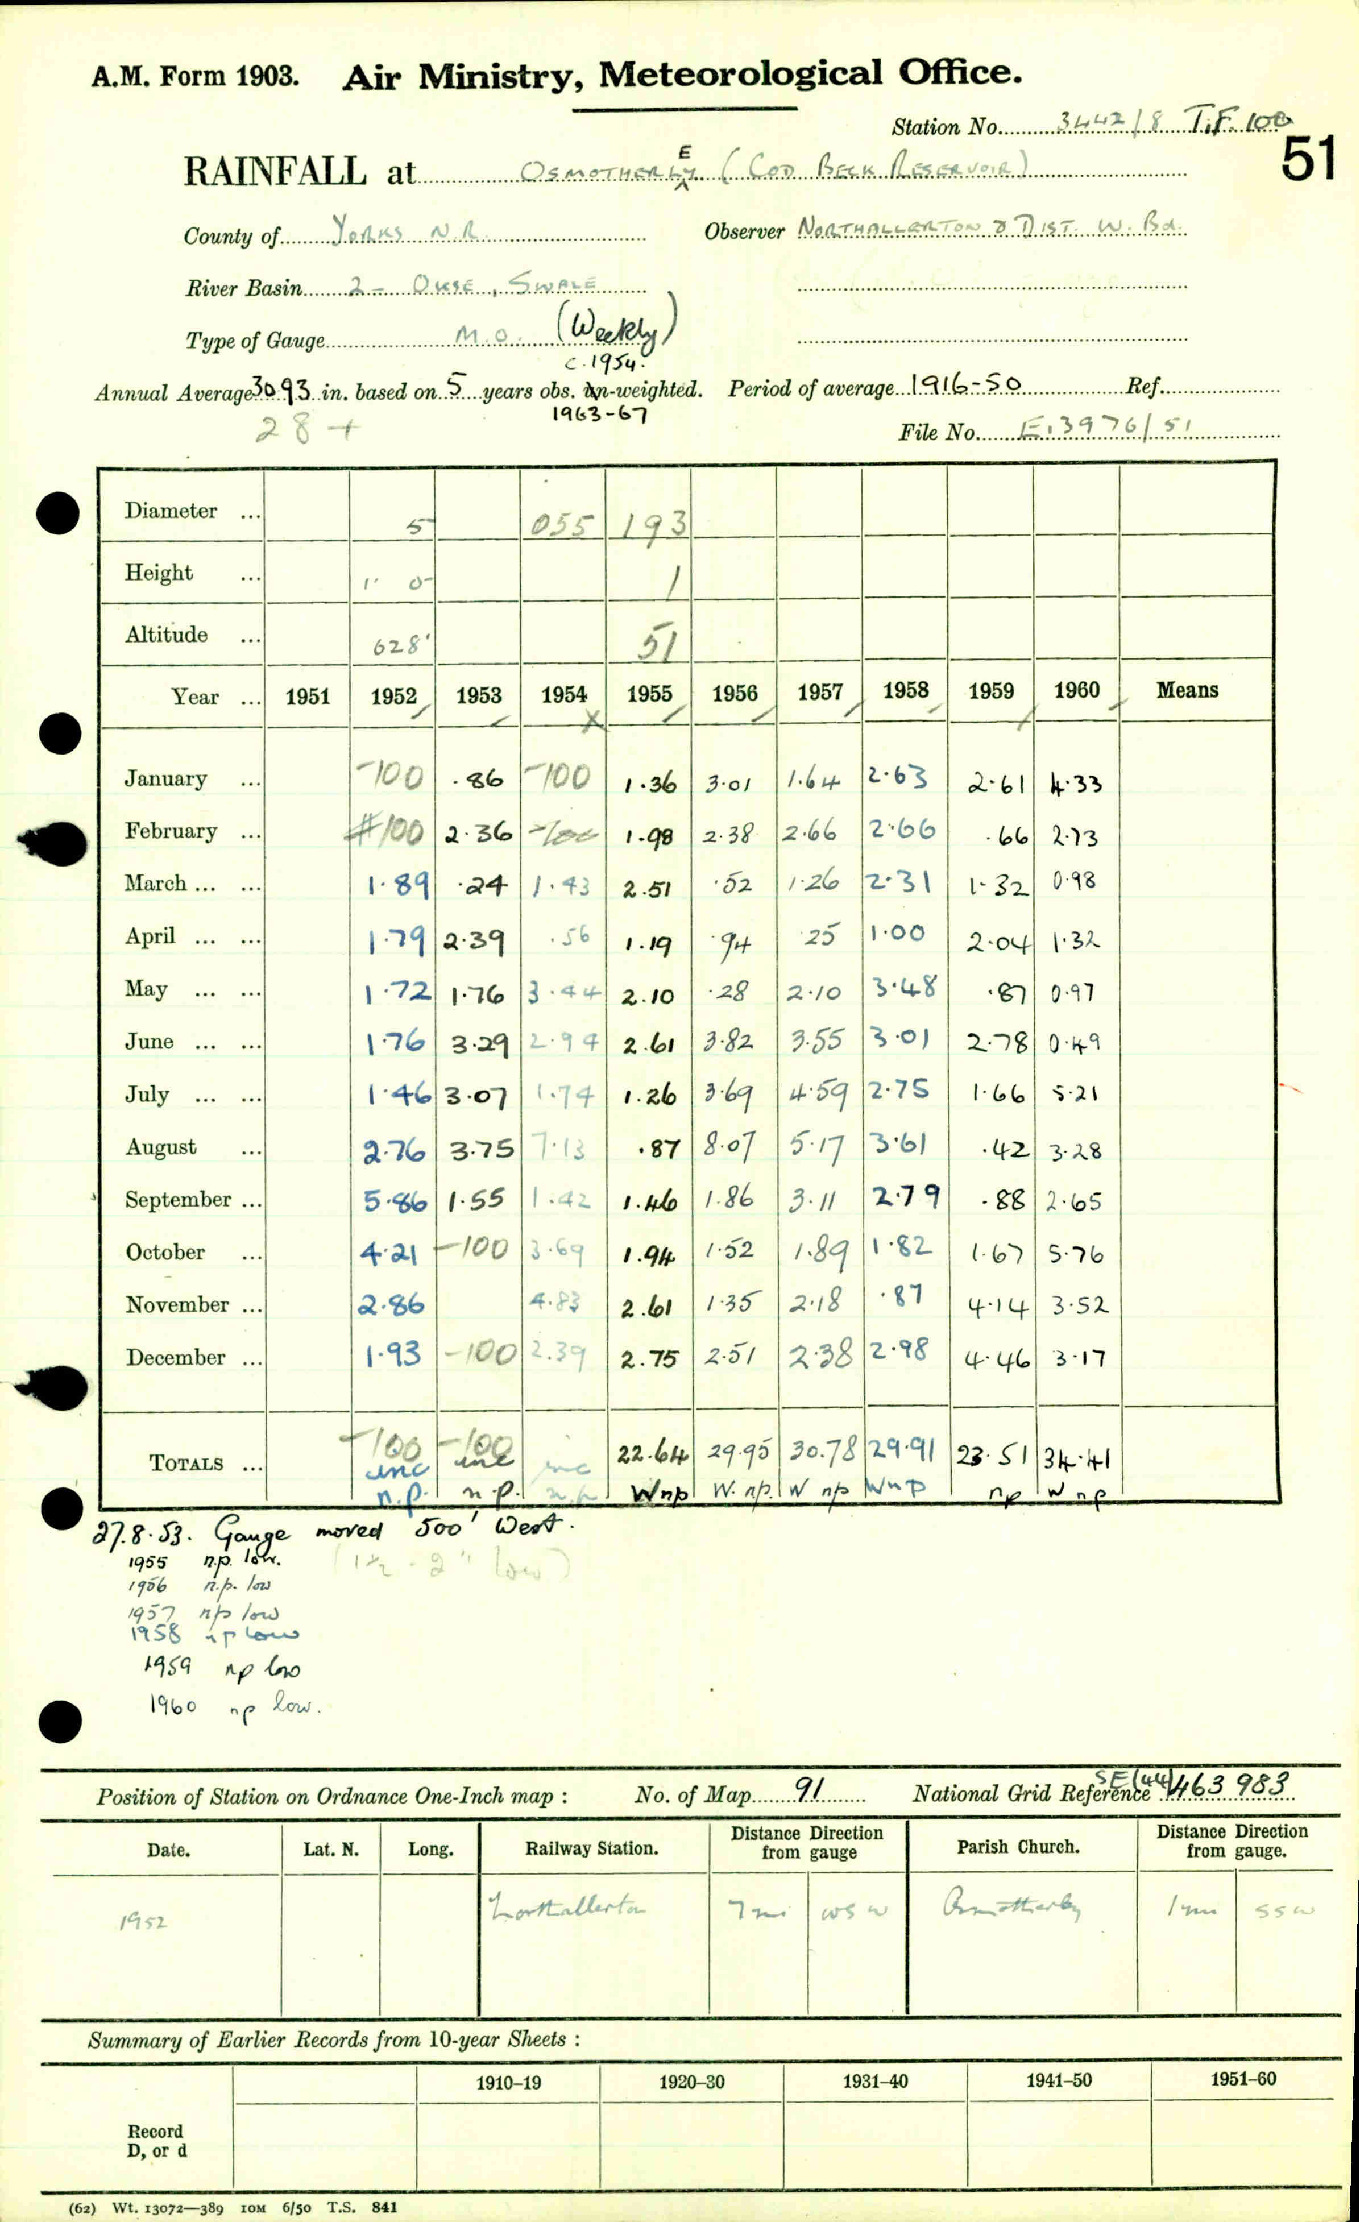 A.M. Form 1903. Air Ministry, Meteorological Office.
Station No. 3442/8 T.F. 100
51
RAINFALL at OSMOTHERLEY (COD BECK RESERVOIR)
County of YORKS N.R. Observer NORTHALLERTON & DIST. W. Bd.
River Basin 2 - OUSE, SWALE
Type of Gauge M.O. (Weekly)
c. 1954.
Annual Average 30.93 in. based on 5 years obs. un-weighted. Period of average 1916-50 Ref.
1963-67
28+
File No. E.13976/51
Diameter ... 5 055 193
Height ... 1' 0" 1
Altitude ... 628' 51
Year ... 1951 1952 1953 1954 1955 1956 1957 1958 1959 1960 Means
x
January ... -100 .86 -100 1.36 3.01 1.64 2.63 2.61 4.33
February ... -100 2.36 -100 1.98 2.38 2.66 2.66 .66 2.73
March ... ... 1.89 .24 1.43 2.51 .52 1.26 2.31 1.32 0.98
April ... ... 1.79 2.39 .56 1.19 .94 .25 1.00 2.04 1.32
May ... ... 1.72 1.76 3.44 2.10 .28 2.10 3.48 .87 0.97
June ... ... 1.76 3.29 2.94 2.61 3.82 3.55 3.01 2.78 0.49
July ... ... 1.46 3.07 1.74 1.26 3.69 4.59 2.75 1.66 5.21
August ... 2.76 3.75 7.13 .87 8.07 5.17 3.61 .42 3.28
September ... 5.86 1.55 1.42 1.46 1.86 3.11 2.79 .88 2.65
October ... 4.21 -100 3.69 1.94 1.52 1.89 1.82 1.67 5.76
November ... 2.86 4.83 2.61 1.35 2.18 .87 4.14 3.52
December ... 1.93 -100 2.39 2.75 2.51 2.38 2.98 4.46 3.17
TOTALS ... -100 -100 22.64 29.95 30.78 29.91 23.51 34.41
inc inc inc
n.p. n.p. n.p. W n p W. n p. W n p W n p n p W n p
27.8.53. Gauge moved 500' West.
1955 n.p. low. (1½ - 2" low)
1956 n.p. low
1957 n p low
1958 n p low
1959 n p low
1960 n p low.
Position of Station on Ordnance One-Inch map : No. of Map 91 National Grid Reference SE (44) 463 983
Date. Lat. N. Long. Railway Station. Distance Direction from gauge Parish Church. Distance Direction from gauge.
1952 Northallerton 7 mi WSW Osmotherley 1 mi SSW
Summary of Earlier Records from 10-year Sheets :
1910–19 1920–30 1931–40 1941–50 1951–60
Record
D, or d
(62) Wt. 13072—389 10M 6/50 T.S. 841